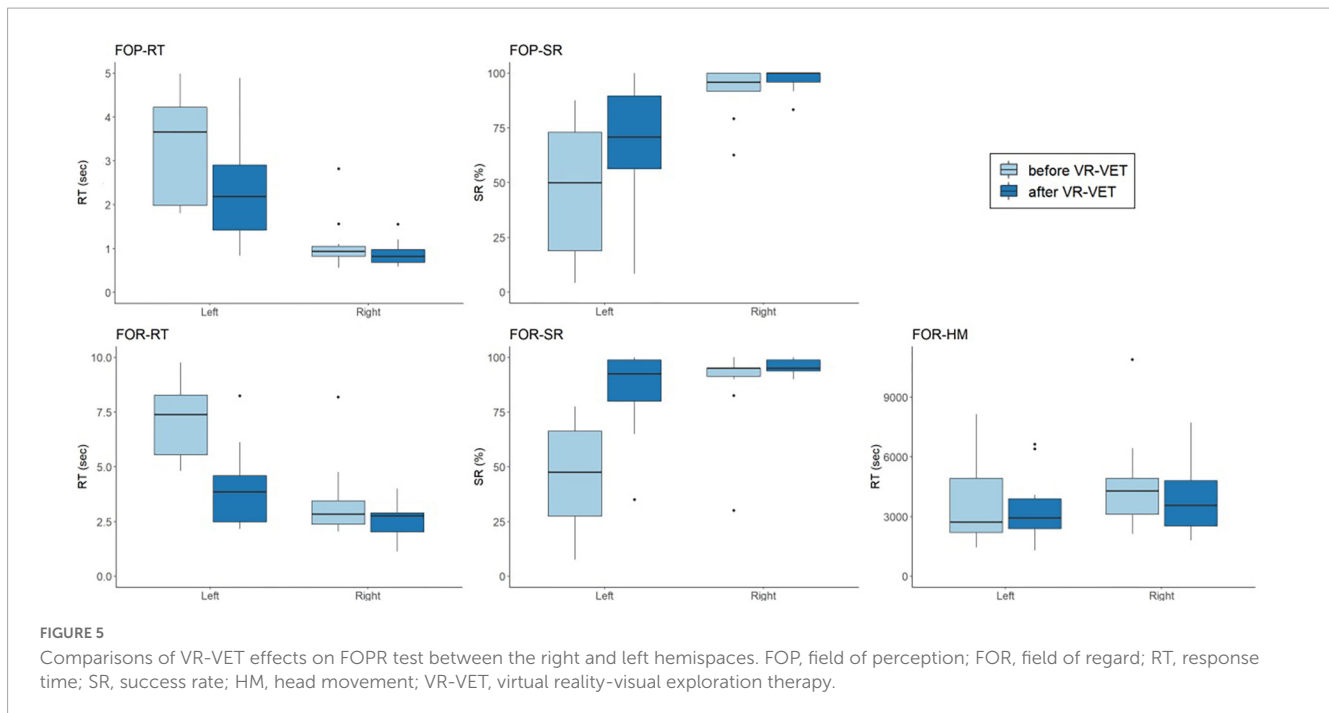 FOP-RT
5
4
3
2
1
0
RT (sec)
Left
Right
FOP-SR
100
75
50
25
0
SR (%)
Left
Right
before VR-VET
after VR-VET
FOR-RT
10.0
7.5
5.0
2.5
0.0
RT (sec)
Left
Right
FOR-SR
100
75
50
25
0
SR (%)
Left
Right
FOR-HM
9000
6000
3000
0
RT (sec)
Left
Right
FIGURE 5
Comparisons of VR-VET effects on FOPR test between the right and left hemispaces. FOP, field of perception; FOR, field of regard; RT, response
time; SR, success rate; HM, head movement; VR-VET, virtual reality-visual exploration therapy.